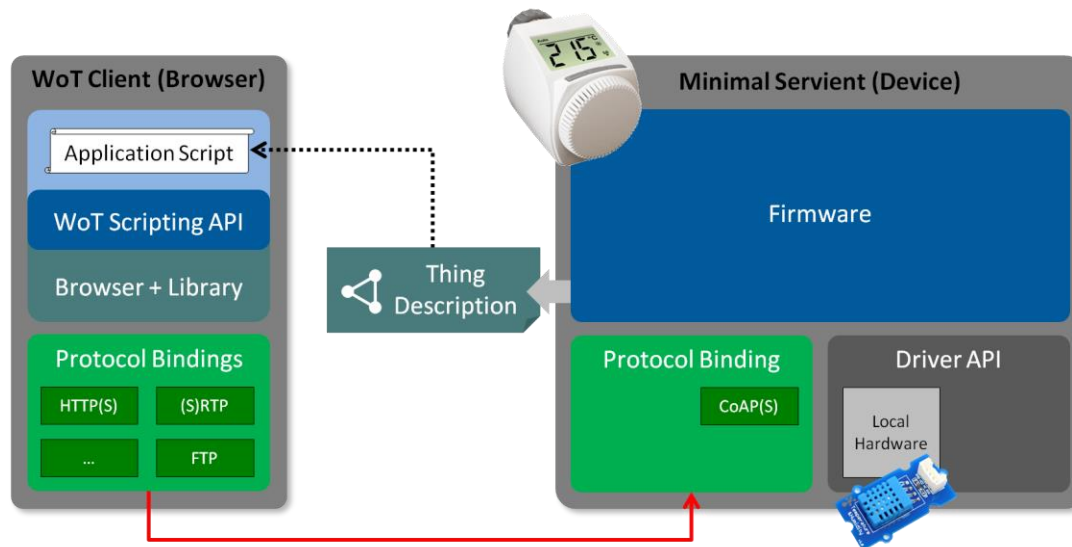 WoT Client (Browser)
Application Script
WoT Scripting API
Browser + Library
Protocol Bindings
HTTP(S)
(S)RTP
...
FTP
Thing
Description
21.5
°C
Minimal Servient (Device)
Firmware
Protocol Binding
CoAP(S)
Driver API
Local
Hardware